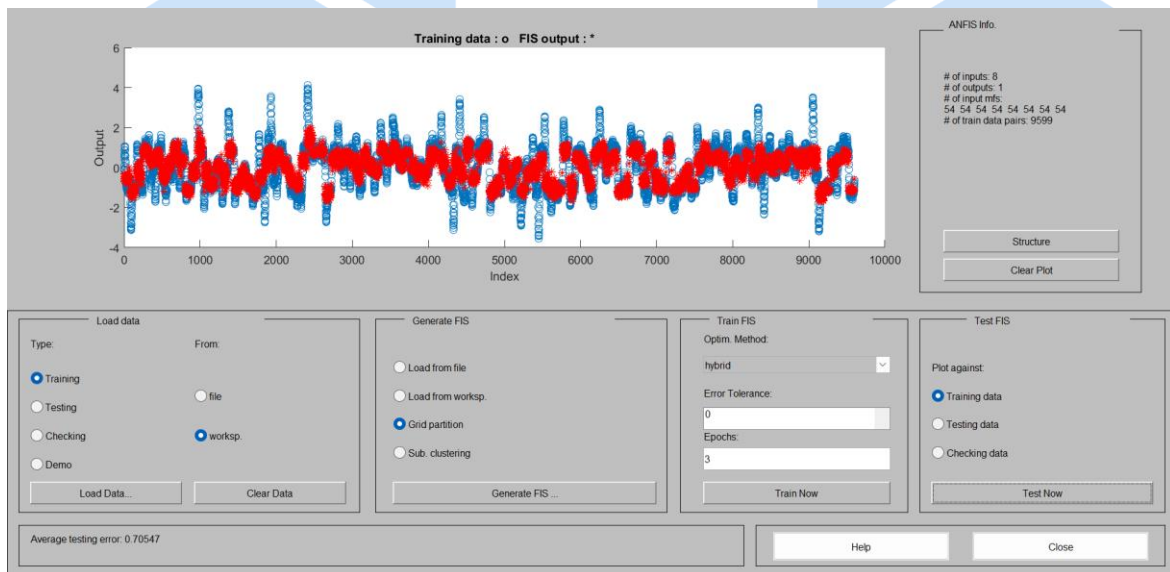 Training data : o   FIS output : *
6
4
2
0
-2
-4
Output
0 1000 2000 3000 4000 5000 6000 7000 8000 9000 10000
Index
ANFIS Info.
# of inputs: 8
# of outputs: 1
# of input mfs:
54 54 54 54 54 54 54 54
# of train data pairs: 9599
Structure
Clear Plot
Load data
Type:
From:
Training
file
Testing
Checking
worksp.
Demo
Load Data...
Clear Data
Generate FIS
Load from file
Load from worksp.
Grid partition
Sub. clustering
Generate FIS ...
Train FIS
Optim. Method:
hybrid
Error Tolerance:
0
Epochs:
3
Train Now
Test FIS
Plot against:
Training data
Testing data
Checking data
Test Now
Average testing error: 0.70547
Help
Close